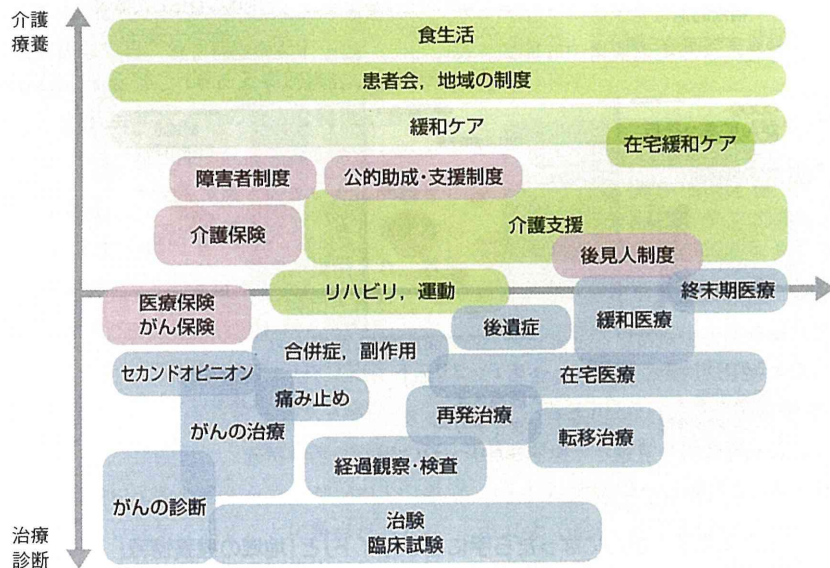 介護
療養
食生活
患者会，地域の制度
緩和ケア
在宅緩和ケア
障害者制度
公的助成・支援制度
介護保険
介護支援
後見人制度
リハビリ，運動
終末期医療
医療保険
がん保険
後遺症
緩和医療
合併症，副作用
セカンドオピニオン
在宅医療
痛み止め
再発治療
がんの治療
転移治療
経過観察・検査
がんの診断
治験
臨床試験
治療
診断